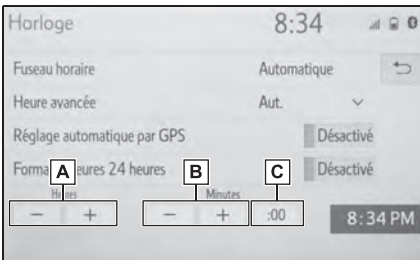 Horloge 8:34
Fuseau horaire Automatique
Heure avancée Aut.
Réglage automatique par GPS Désactivé
eures 24 heures Désactivé
A B C
Minutes
− + − + :00 8:34 PM